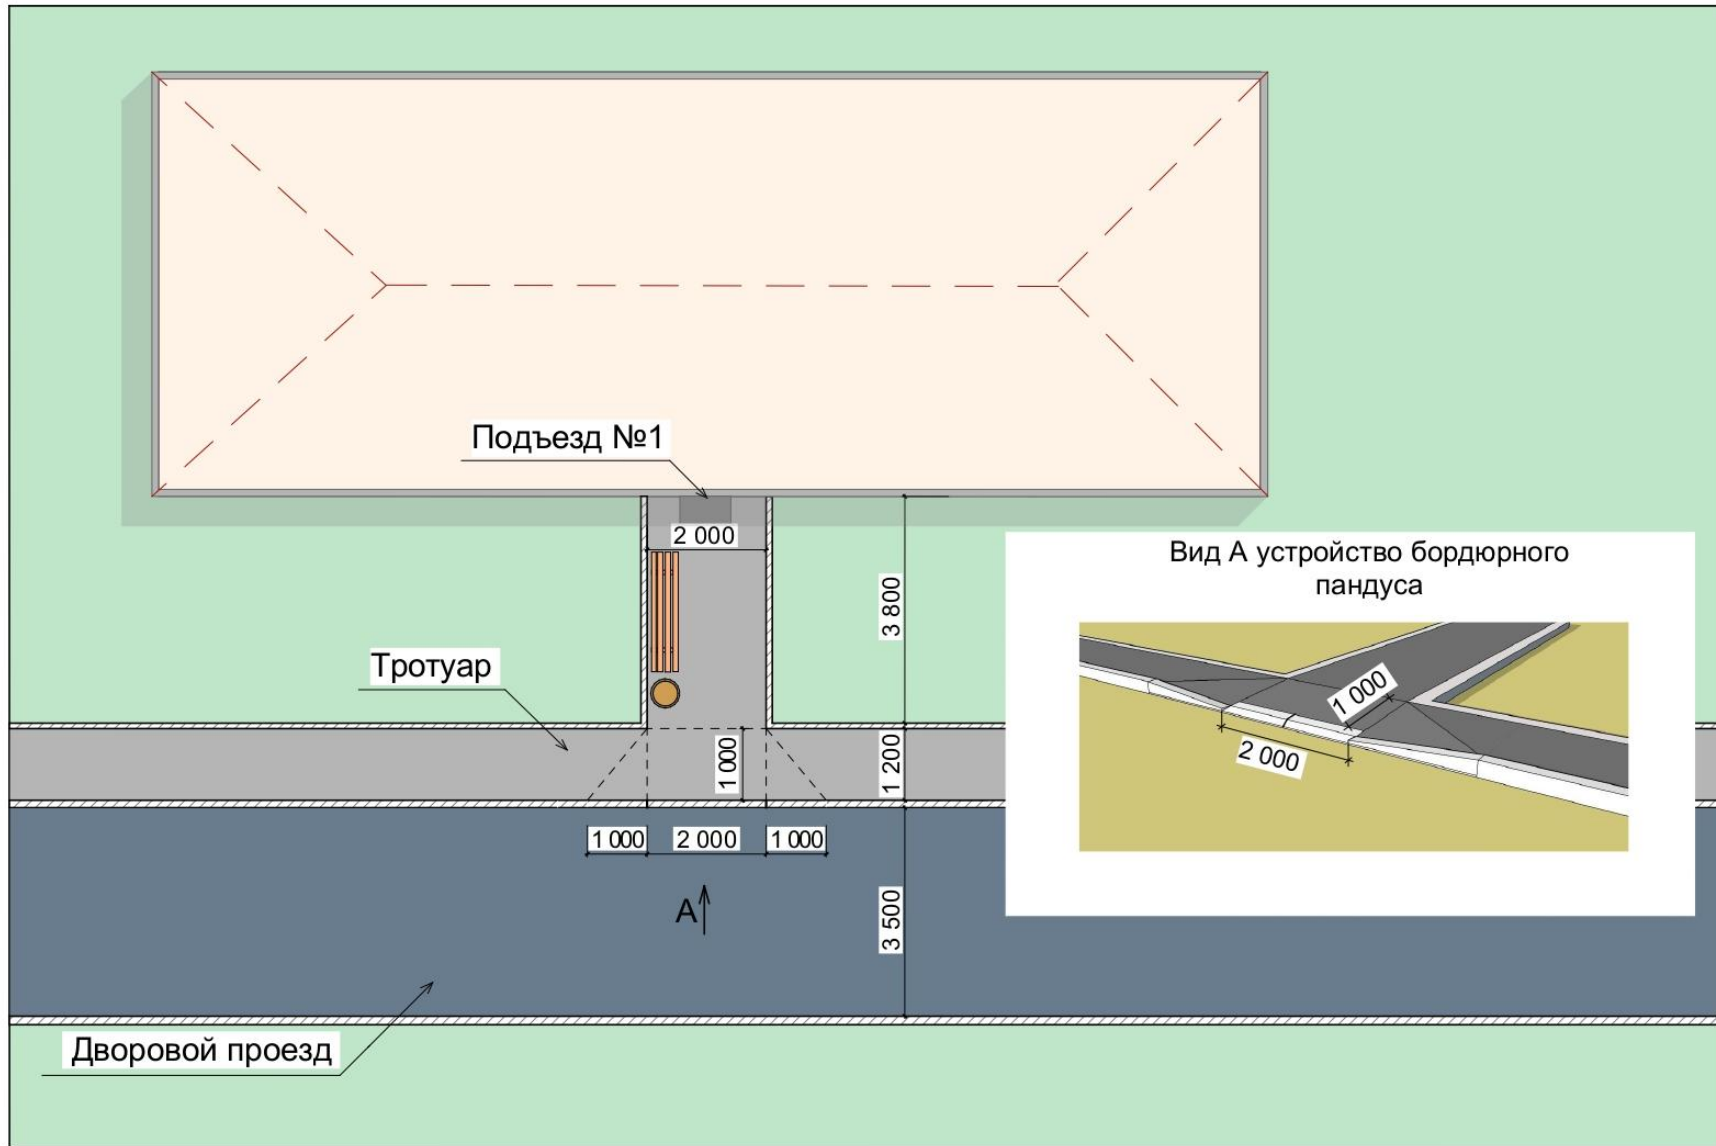 Подъезд №1
2 000
3 800
Вид А устройство бордюрного
пандуса
1 000
2 000
Тротуар
1 000
1 200
1 000
2 000
1 000
А
3 500
Дворовой проезд